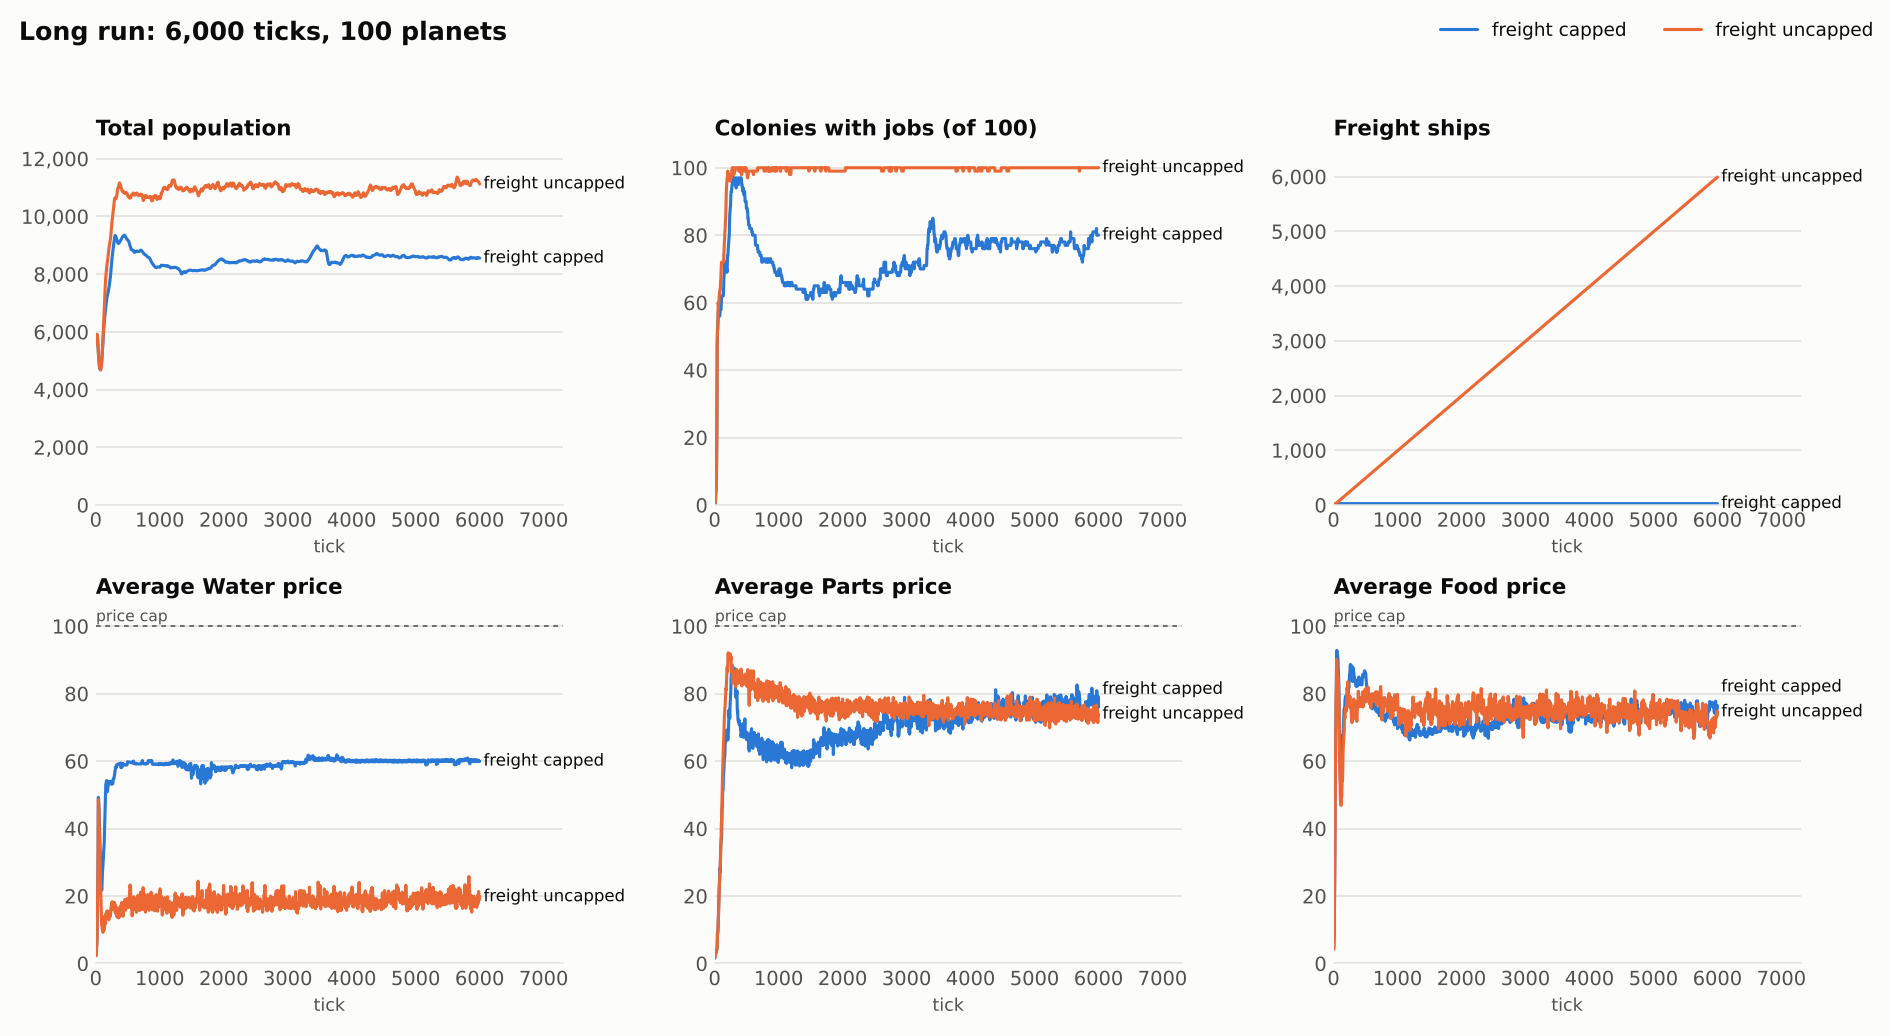 Long run: 6,000 ticks, 100 planets
freight capped
freight uncapped
Total population
12,000
10,000
8,000
6,000
4,000
2,000
0
freight uncapped
freight capped
0 1000 2000 3000 4000 5000 6000 7000
tick
Colonies with jobs (of 100)
100
80
60
40
20
0
freight uncapped
freight capped
0 1000 2000 3000 4000 5000 6000 7000
tick
Freight ships
6,000
5,000
4,000
3,000
2,000
1,000
0
freight uncapped
freight capped
0 1000 2000 3000 4000 5000 6000 7000
tick
Average Water price
price cap
100
80
60
40
20
0
freight capped
freight uncapped
0 1000 2000 3000 4000 5000 6000 7000
tick
Average Parts price
price cap
100
80
60
40
20
0
freight capped
freight uncapped
0 1000 2000 3000 4000 5000 6000 7000
tick
Average Food price
price cap
100
80
60
40
20
0
freight capped
freight uncapped
0 1000 2000 3000 4000 5000 6000 7000
tick